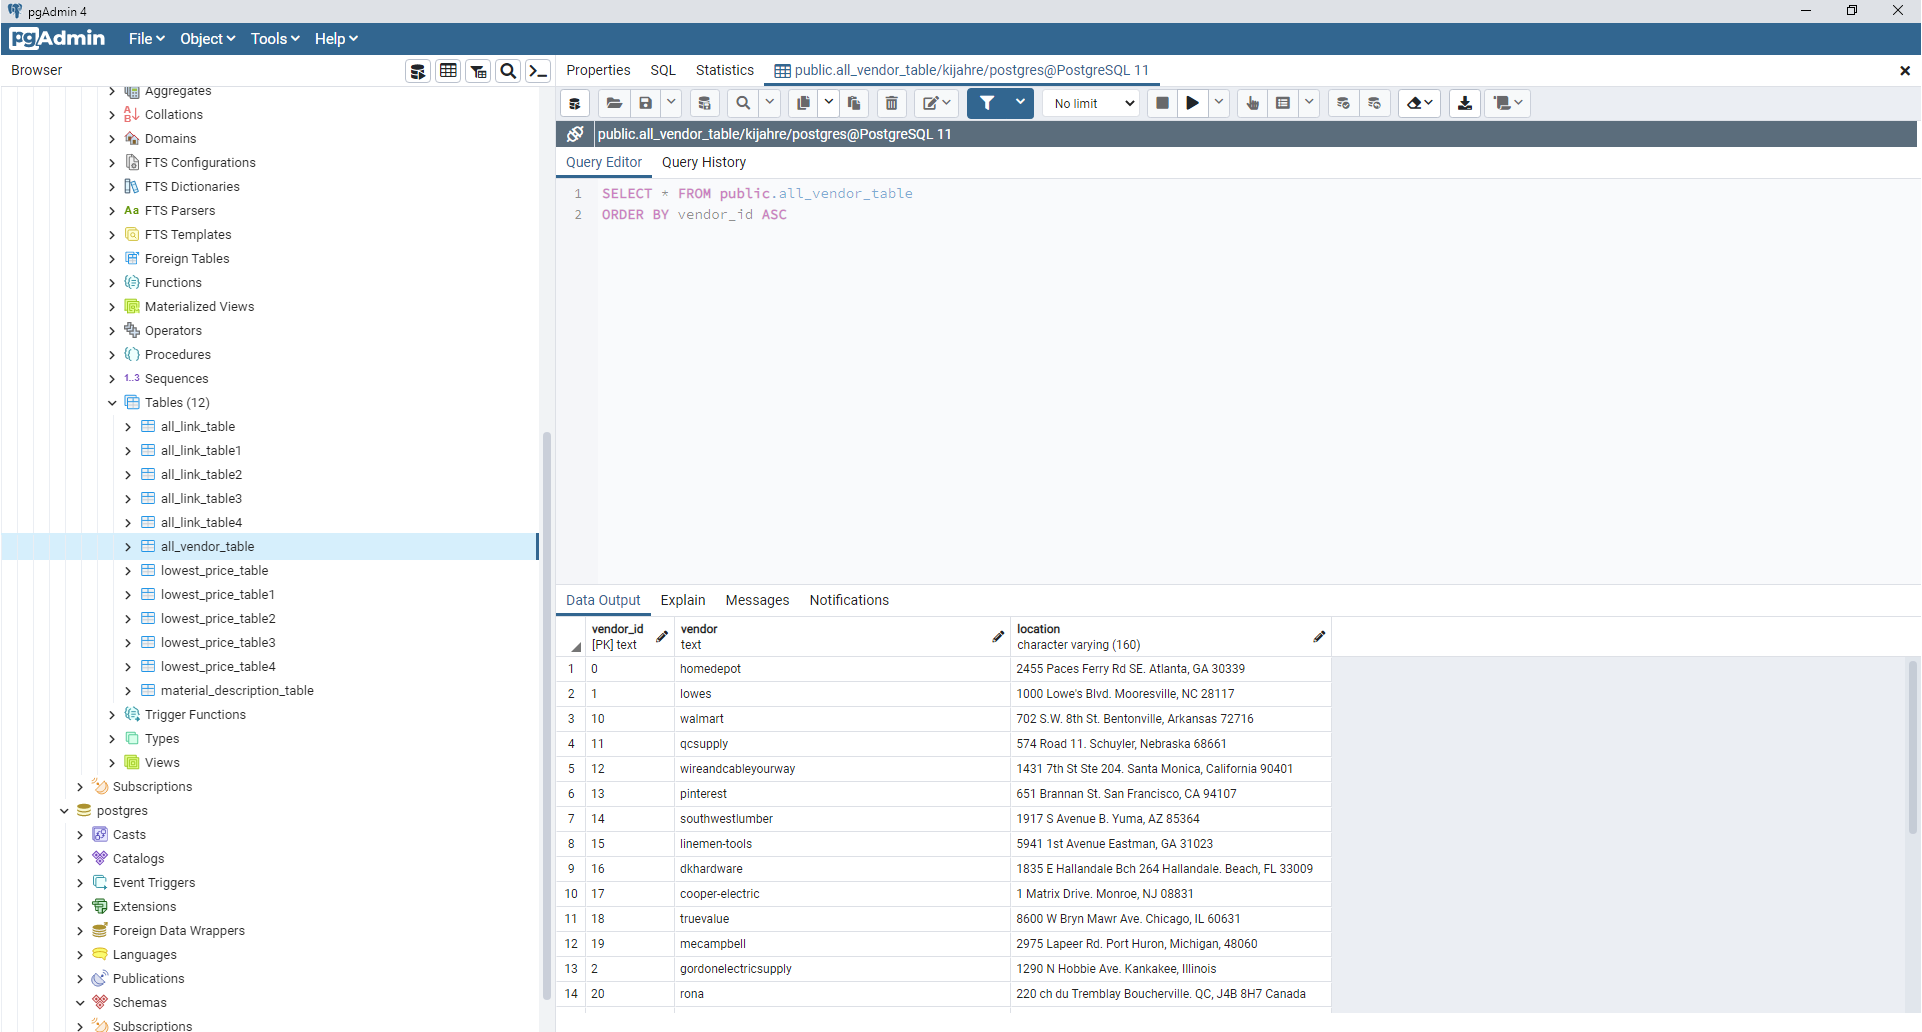 pgAdmin 4
pgAdmin File Object Tools Help
Browser
Properties SQL Statistics public.all_vendor_table/kijahre/postgres@PostgreSQL 11
Aggregates
Collations
Domains
FTS Configurations
FTS Dictionaries
Aa FTS Parsers
FTS Templates
Foreign Tables
Functions
Materialized Views
Operators
Procedures
1..3 Sequences
Tables (12)
all_link_table
all_link_table1
all_link_table2
all_link_table3
all_link_table4
all_vendor_table
lowest_price_table
lowest_price_table1
lowest_price_table2
lowest_price_table3
lowest_price_table4
material_description_table
Trigger Functions
Types
Views
Subscriptions
postgres
Casts
Catalogs
Event Triggers
Extensions
Foreign Data Wrappers
Languages
Publications
Schemas
Subscriptions
No limit
public.all_vendor_table/kijahre/postgres@PostgreSQL 11
Query Editor Query History
1 SELECT * FROM public.all_vendor_table
2 ORDER BY vendor_id ASC
Data Output Explain Messages Notifications
vendor_id vendor location
[PK] text text character varying (160)
1 0 homedepot 2455 Paces Ferry Rd SE. Atlanta, GA 30339
2 1 lowes 1000 Lowe's Blvd. Mooresville, NC 28117
3 10 walmart 702 S.W. 8th St. Bentonville, Arkansas 72716
4 11 qcsupply 574 Road 11. Schuyler, Nebraska 68661
5 12 wireandcableyourway 1431 7th St Ste 204. Santa Monica, California 90401
6 13 pinterest 651 Brannan St. San Francisco, CA 94107
7 14 southwestlumber 1917 S Avenue B. Yuma, AZ 85364
8 15 linemen-tools 5941 1st Avenue Eastman, GA 31023
9 16 dkhardware 1835 E Hallandale Bch 264 Hallandale. Beach, FL 33009
10 17 cooper-electric 1 Matrix Drive. Monroe, NJ 08831
11 18 truevalue 8600 W Bryn Mawr Ave. Chicago, IL 60631
12 19 mecampbell 2975 Lapeer Rd. Port Huron, Michigan, 48060
13 2 gordonelectricsupply 1290 N Hobbie Ave. Kankakee, Illinois
14 20 rona 220 ch du Tremblay Boucherville. QC, J4B 8H7 Canada